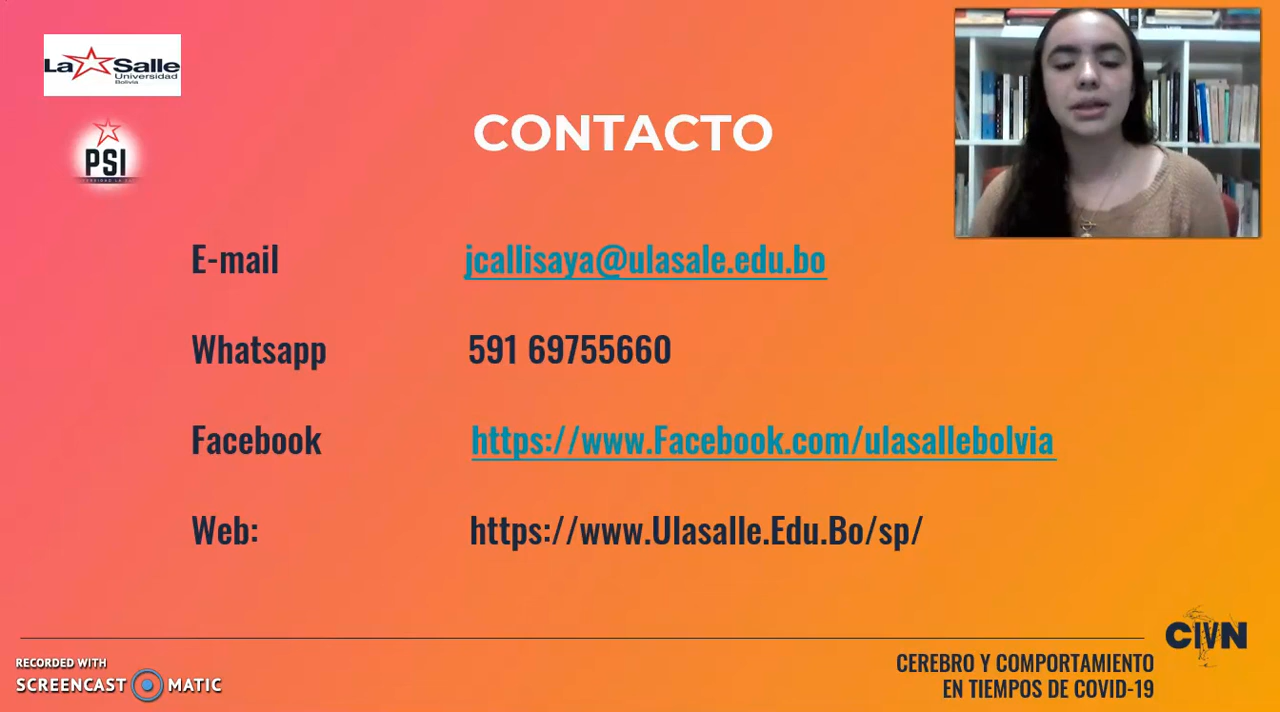 La Salle
Universidad
Bolivia
PSI
CONTACTO
E-mail jcallisaya@ulasale.edu.bo
Whatsapp 591 69755660
Facebook https://www.Facebook.com/ulasallebolvia
Web: https://www.Ulasalle.Edu.Bo/sp/
CIVN
CEREBRO Y COMPORTAMIENTO
EN TIEMPOS DE COVID-19
RECORDED WITH
SCREENCAST MATIC